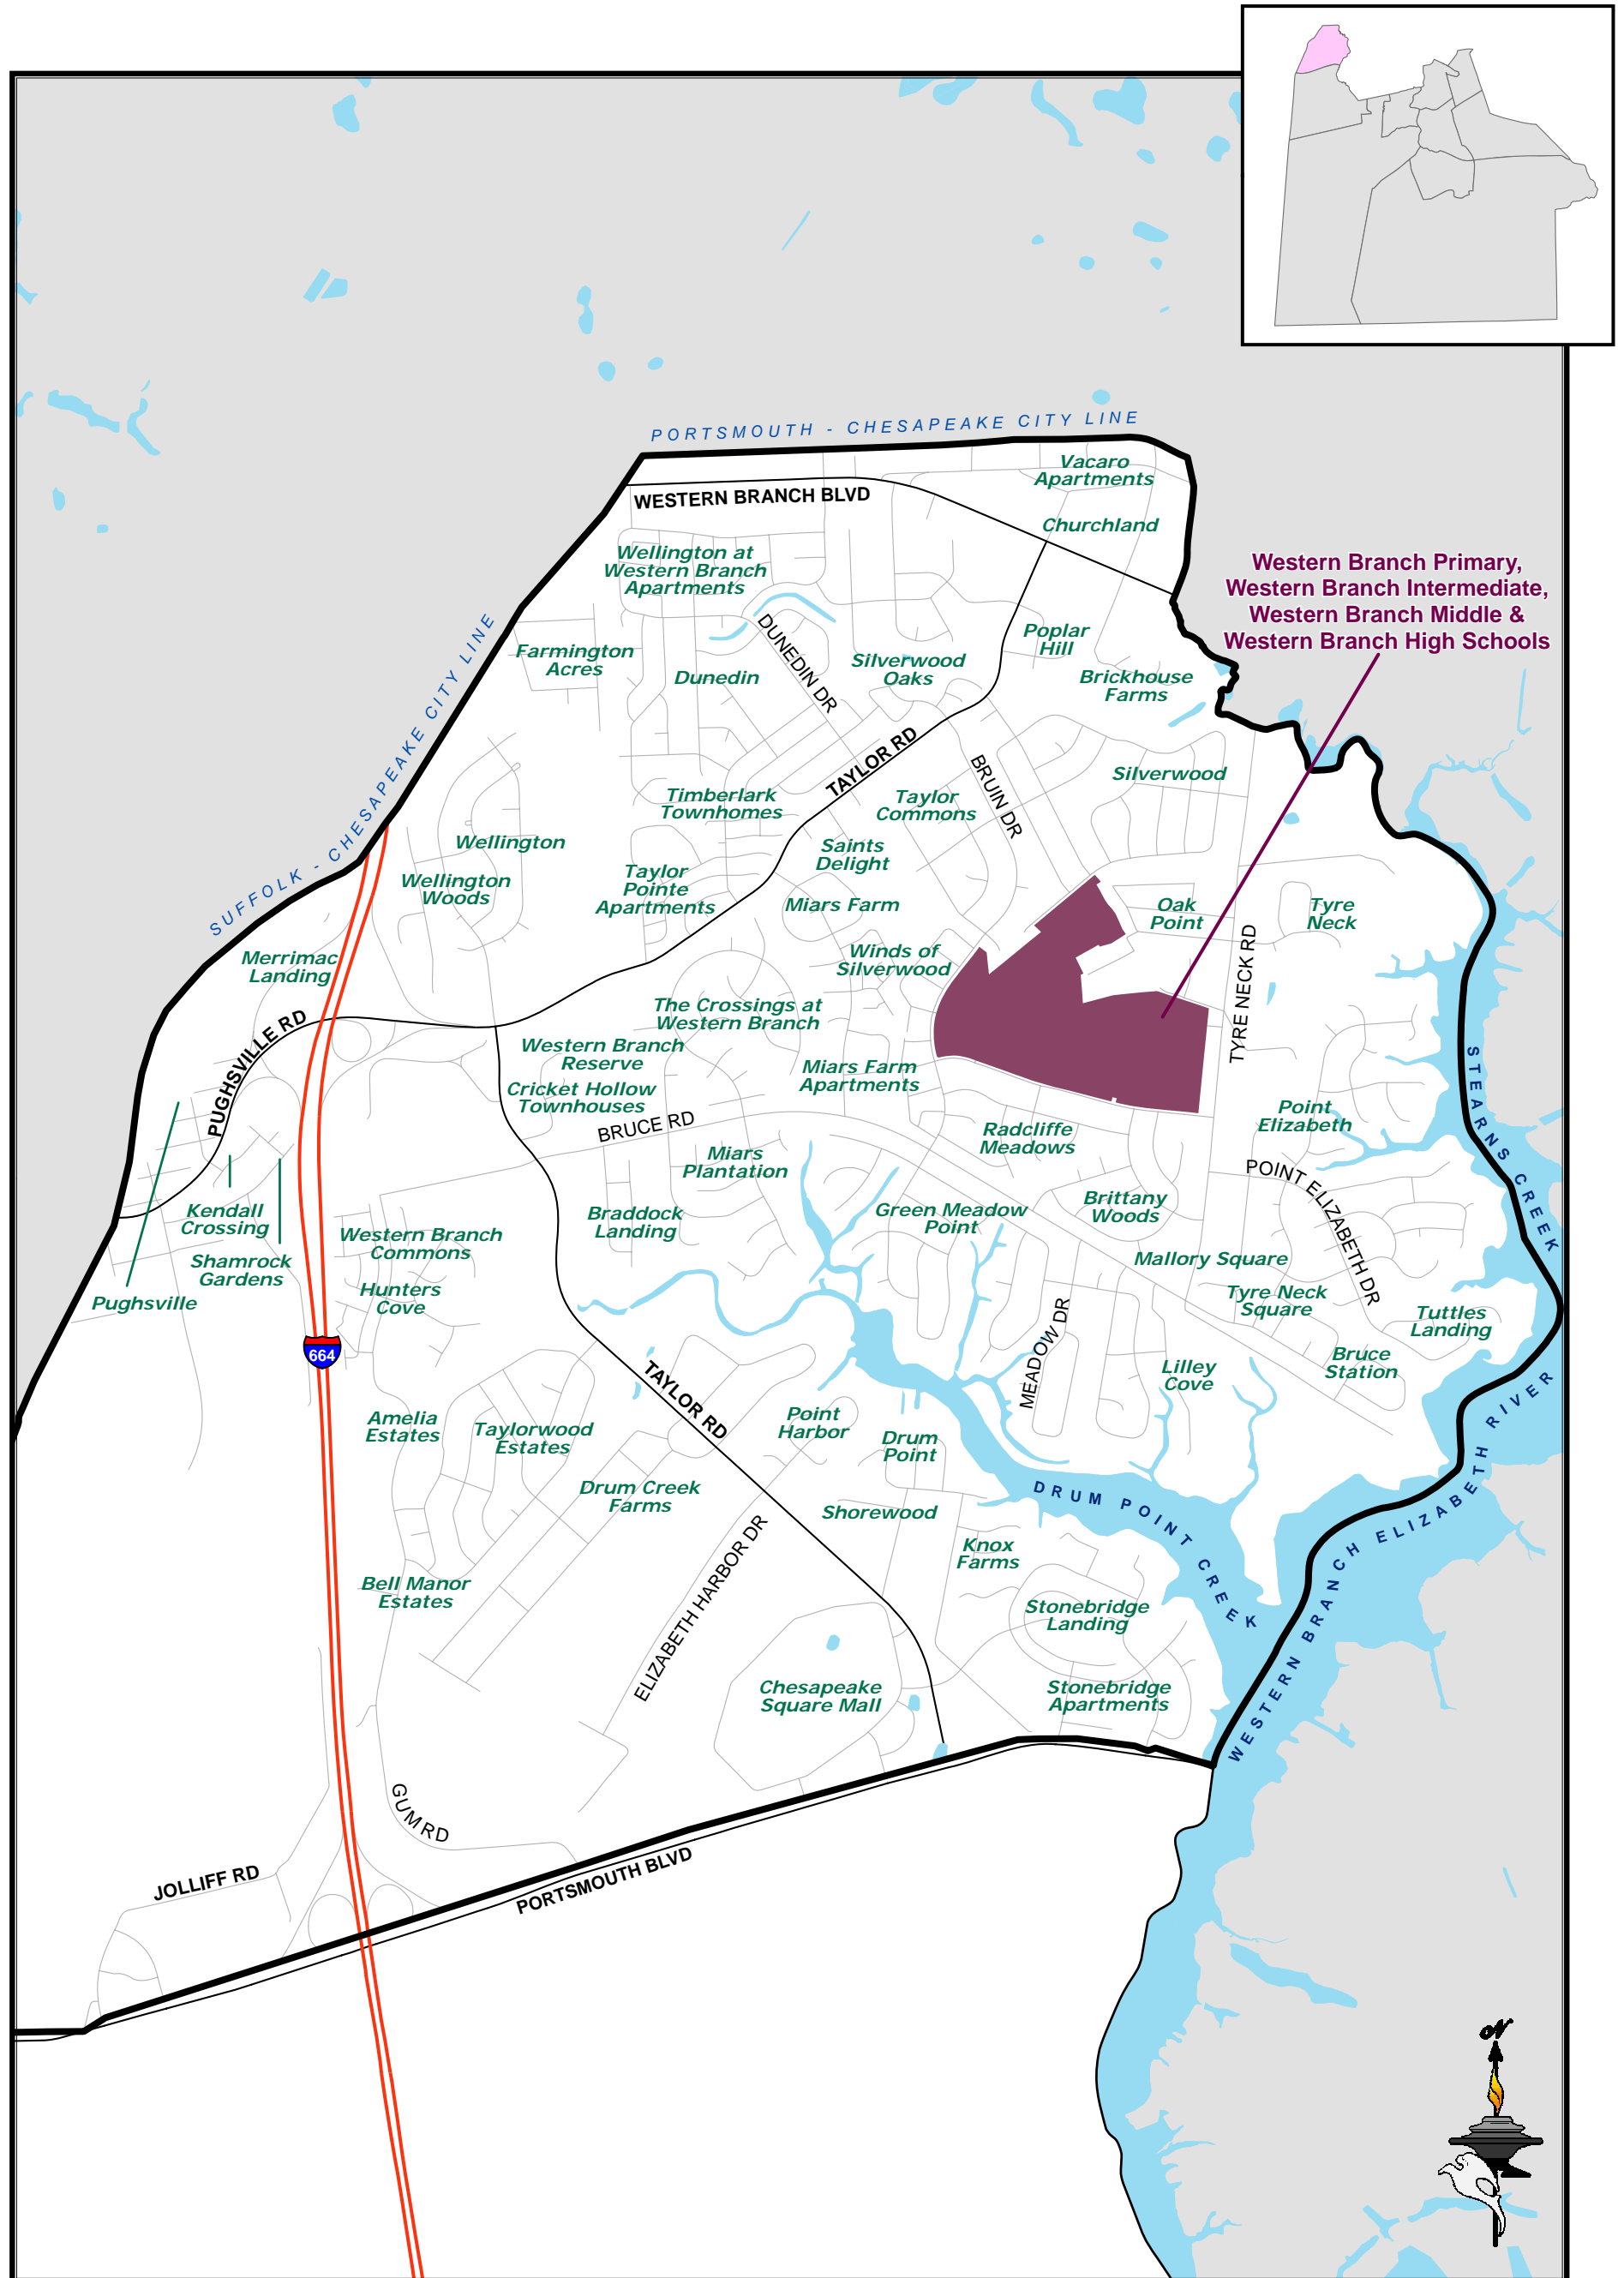 PORTSMOUTH - CHESAPEAKE CITY LINE
Vacaro
Apartments
WESTERN BRANCH BLVD
Churchland
Wellington at
Western Branch
Apartments
Western Branch Primary,
Western Branch Intermediate,
Western Branch Middle &
Western Branch High Schools
SUFFOLK - CHESAPEAKE CITY LINE
Farmington
Acres
Dunedin
DUNEDIN DR
Silverwood
Oaks
Poplar
Hill
Brickhouse
Farms
TAYLOR RD
BRUIN DR
Silverwood
Timberlark
Townhomes
Taylor
Commons
Wellington
Saints
Delight
Wellington
Woods
Taylor
Pointe
Apartments
Miars Farm
Oak
Point
Tyre
Neck
Merrimac
Landing
Winds of
Silverwood
TYRE NECK RD
PUGHSVILLE RD
The Crossings at
Western Branch
Western Branch
Reserve
Cricket Hollow
Townhouses
Miars Farm
Apartments
STEARNS CREEK
BRUCE RD
Radcliffe
Meadows
Point
Elizabeth
Miars
Plantation
POINT ELIZABETH DR
Kendall
Crossing
Shamrock
Gardens
Pughsville
Western Branch
Commons
Hunters
Cove
Braddock
Landing
Green Meadow
Point
Brittany
Woods
Mallory Square
Tyre Neck
Square
Tuttles
Landing
Bruce
Station
664
MEADOW DR
Lilley
Cove
TAYLOR RD
Amelia
Estates
Taylorwood
Estates
Point
Harbor
Drum
Point
Drum Creek
Farms
Shorewood
DRUM POINT CREEK
WESTERN BRANCH ELIZABETH RIVER
Knox
Farms
ELIZABETH HARBOR DR
Bell Manor
Estates
Stonebridge
Landing
Chesapeake
Square Mall
Stonebridge
Apartments
GUM RD
JOLLIFF RD
PORTSMOUTH BLVD
N